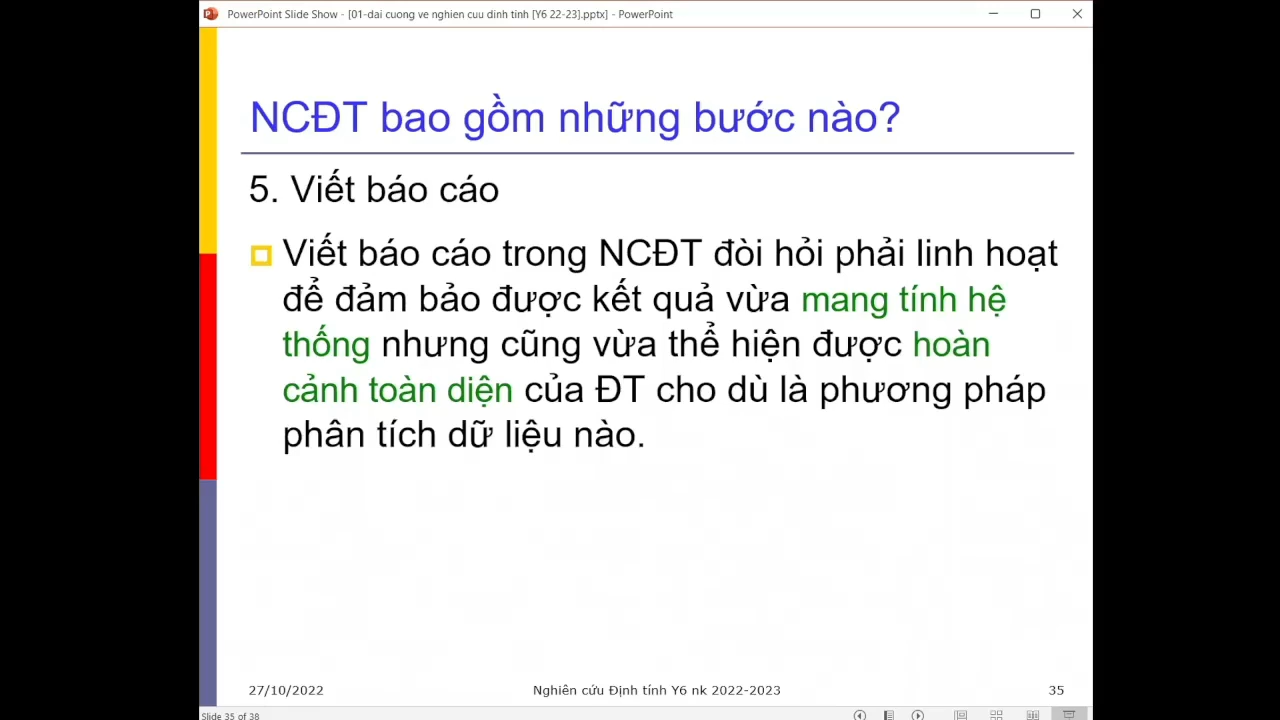 PowerPoint Slide Show - [01-dai cuong ve nghien cuu dinh tinh [Y6 22-23].pptx] - PowerPoint
NCĐT bao gồm những bước nào?
5. Viết báo cáo
Viết báo cáo trong NCĐT đòi hỏi phải linh hoạt
để đảm bảo được kết quả vừa mang tính hệ
thống nhưng cũng vừa thể hiện được hoàn
cảnh toàn diện của ĐT cho dù là phương pháp
phân tích dữ liệu nào.
27/10/2022 Nghiên cứu Định tính Y6 nk 2022-2023 35
Slide 35 of 38